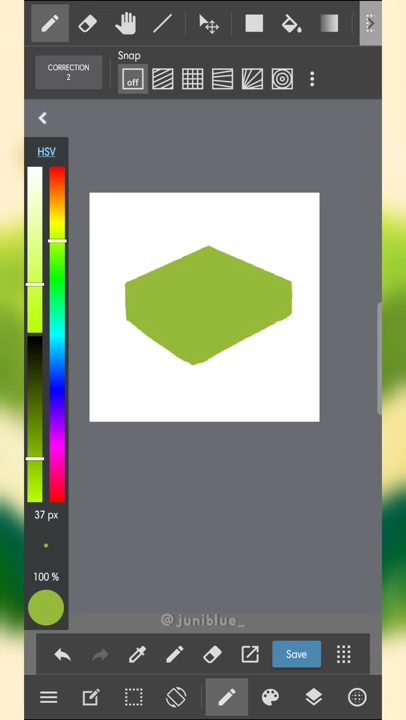 Snap
CORRECTION
2
off
HSV
37 px
100 %
@juniblue_
Save